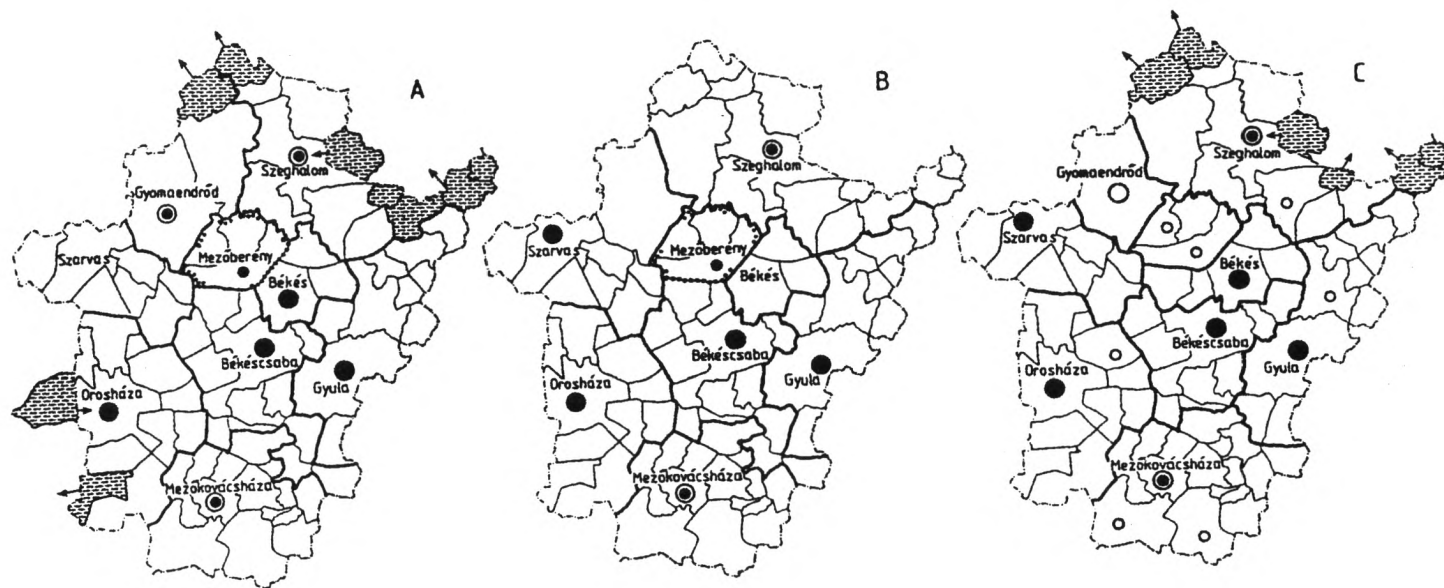 A
Szeghalom
Gyomaendrőd
Szarvas
Mezőberény
Békés
Békéscsaba
Gyula
Orosháza
Mezőkovácsháza
B
Szeghalom
Szarvas
Mezőberény
Békés
Békéscsaba
Gyula
Orosháza
Mezőkovácsháza
C
Szeghalom
Gyomaendrőd
Szarvas
Békés
Békéscsaba
Gyula
Orosháza
Mezőkovácsháza